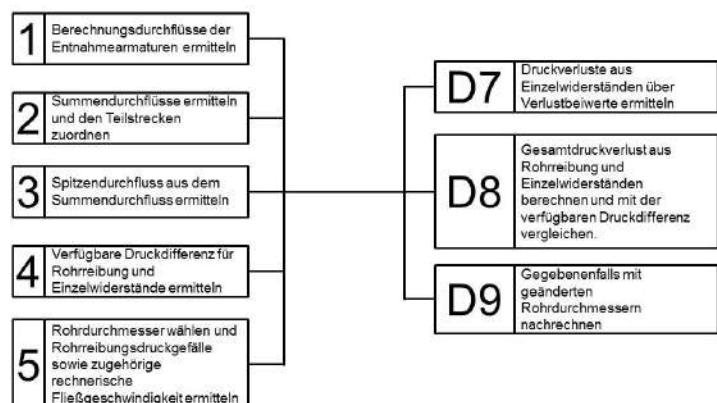 1
Berechnungsdurchflüsse der
Entnahmearmaturen ermitteln
2
Summendurchflüsse ermitteln
und den Teilstrecken
zuordnen
3
Spitzendurchfluss aus dem
Summendurchfluss ermitteln
4
Verfügbare Druckdifferenz für
Rohrreibung und
Einzelwiderstände ermitteln
5
Rohrdurchmesser wählen und
Rohrreibungsdruckgefälle
sowie zugehörige
rechnerische
Fließgeschwindigkeit ermitteln
D7
Druckverluste aus
Einzelwiderständen über
Verlustbeiwerte ermitteln
D8
Gesamtdruckverlust aus
Rohrreibung und
Einzelwiderständen
berechnen und mit der
verfügbaren Druckdifferenz
vergleichen.
D9
Gegebenenfalls mit
geänderten
Rohrdurchmessern
nachrechnen